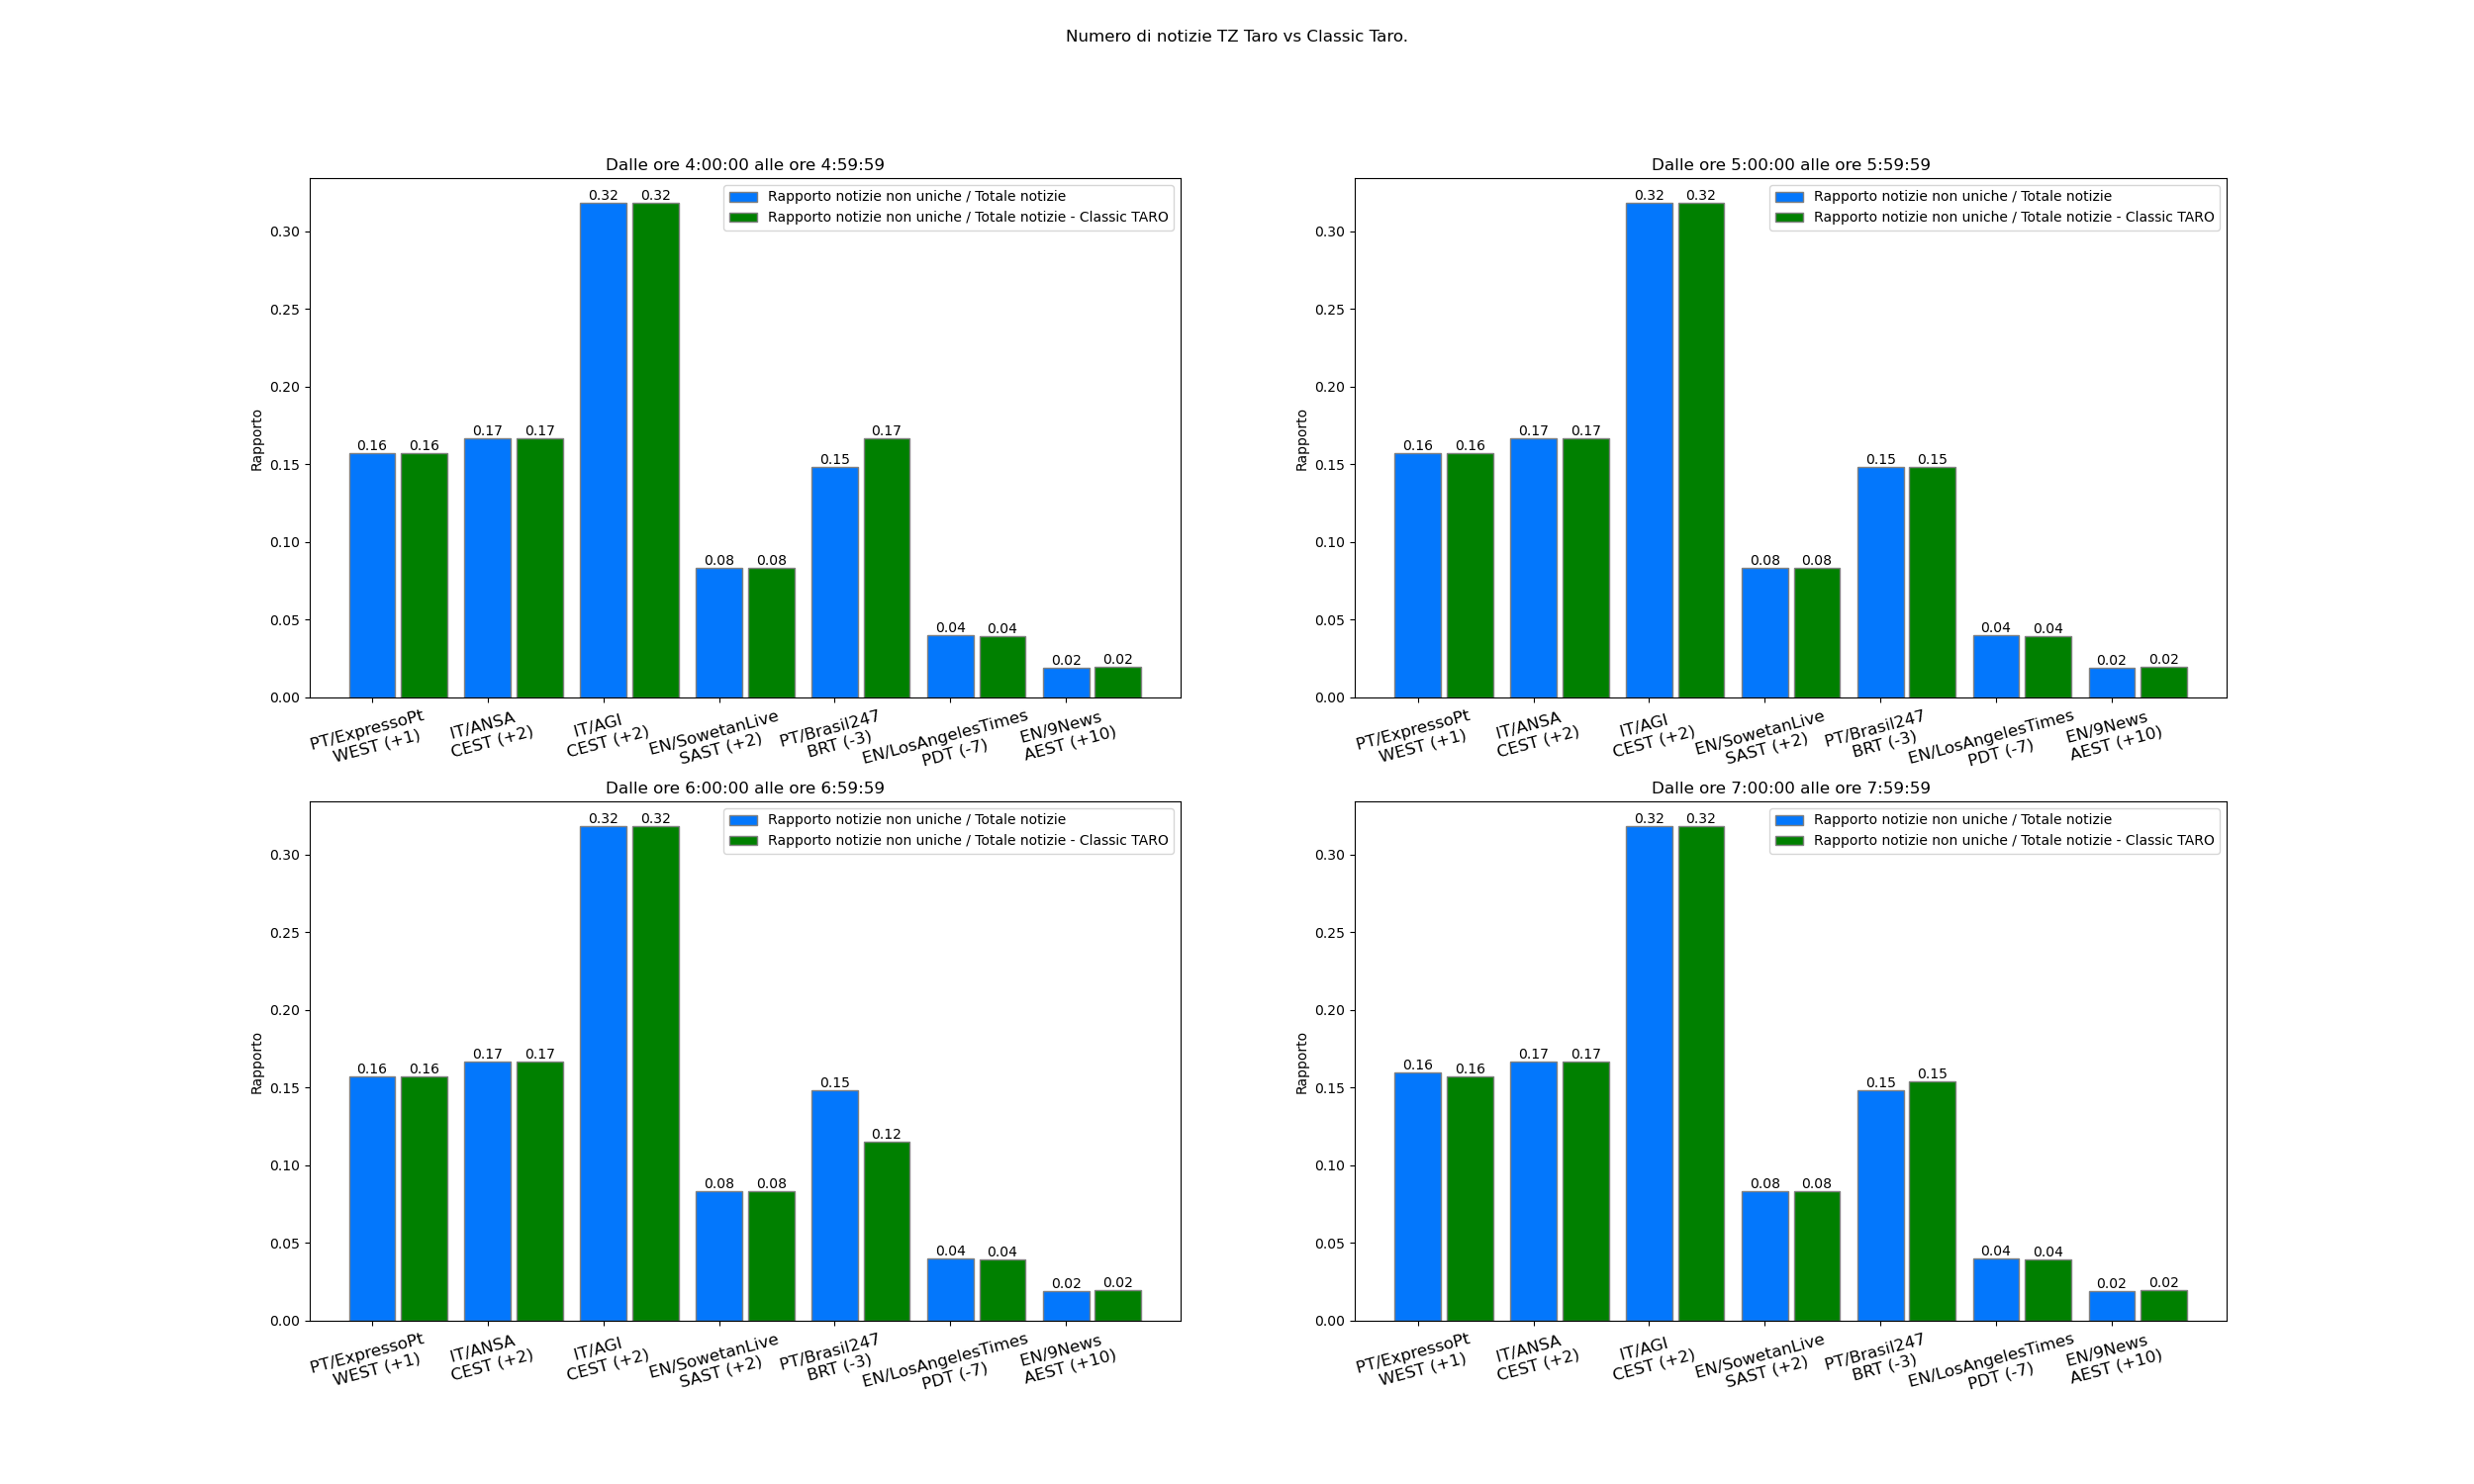 Numero di notizie TZ Taro vs Classic Taro.
Dalle ore 4:00:00 alle ore 4:59:59
Rapporto notizie non uniche / Totale notizie
Rapporto notizie non uniche / Totale notizie - Classic TARO
Rapporto
0.30
0.25
0.20
0.15
0.10
0.05
0.00
0.16
0.16
0.17
0.17
0.32
0.32
0.08
0.08
0.15
0.17
0.04
0.04
0.02
0.02
PT/ExpressoPt
WEST (+1)
IT/ANSA
CEST (+2)
IT/AGI
CEST (+2)
EN/SowetanLive
SAST (+2)
PT/Brasil247
BRT (-3)
EN/LosAngelesTimes
PDT (-7)
EN/9News
AEST (+10)
Dalle ore 5:00:00 alle ore 5:59:59
Rapporto notizie non uniche / Totale notizie
Rapporto notizie non uniche / Totale notizie - Classic TARO
Rapporto
0.30
0.25
0.20
0.15
0.10
0.05
0.00
0.16
0.16
0.17
0.17
0.32
0.32
0.08
0.08
0.15
0.15
0.04
0.04
0.02
0.02
PT/ExpressoPt
WEST (+1)
IT/ANSA
CEST (+2)
IT/AGI
CEST (+2)
EN/SowetanLive
SAST (+2)
PT/Brasil247
BRT (-3)
EN/LosAngelesTimes
PDT (-7)
EN/9News
AEST (+10)
Dalle ore 6:00:00 alle ore 6:59:59
Rapporto notizie non uniche / Totale notizie
Rapporto notizie non uniche / Totale notizie - Classic TARO
Rapporto
0.30
0.25
0.20
0.15
0.10
0.05
0.00
0.16
0.16
0.17
0.17
0.32
0.32
0.08
0.08
0.15
0.12
0.04
0.04
0.02
0.02
PT/ExpressoPt
WEST (+1)
IT/ANSA
CEST (+2)
IT/AGI
CEST (+2)
EN/SowetanLive
SAST (+2)
PT/Brasil247
BRT (-3)
EN/LosAngelesTimes
PDT (-7)
EN/9News
AEST (+10)
Dalle ore 7:00:00 alle ore 7:59:59
Rapporto notizie non uniche / Totale notizie
Rapporto notizie non uniche / Totale notizie - Classic TARO
Rapporto
0.30
0.25
0.20
0.15
0.10
0.05
0.00
0.16
0.16
0.17
0.17
0.32
0.32
0.08
0.08
0.15
0.15
0.04
0.04
0.02
0.02
PT/ExpressoPt
WEST (+1)
IT/ANSA
CEST (+2)
IT/AGI
CEST (+2)
EN/SowetanLive
SAST (+2)
PT/Brasil247
BRT (-3)
EN/LosAngelesTimes
PDT (-7)
EN/9News
AEST (+10)